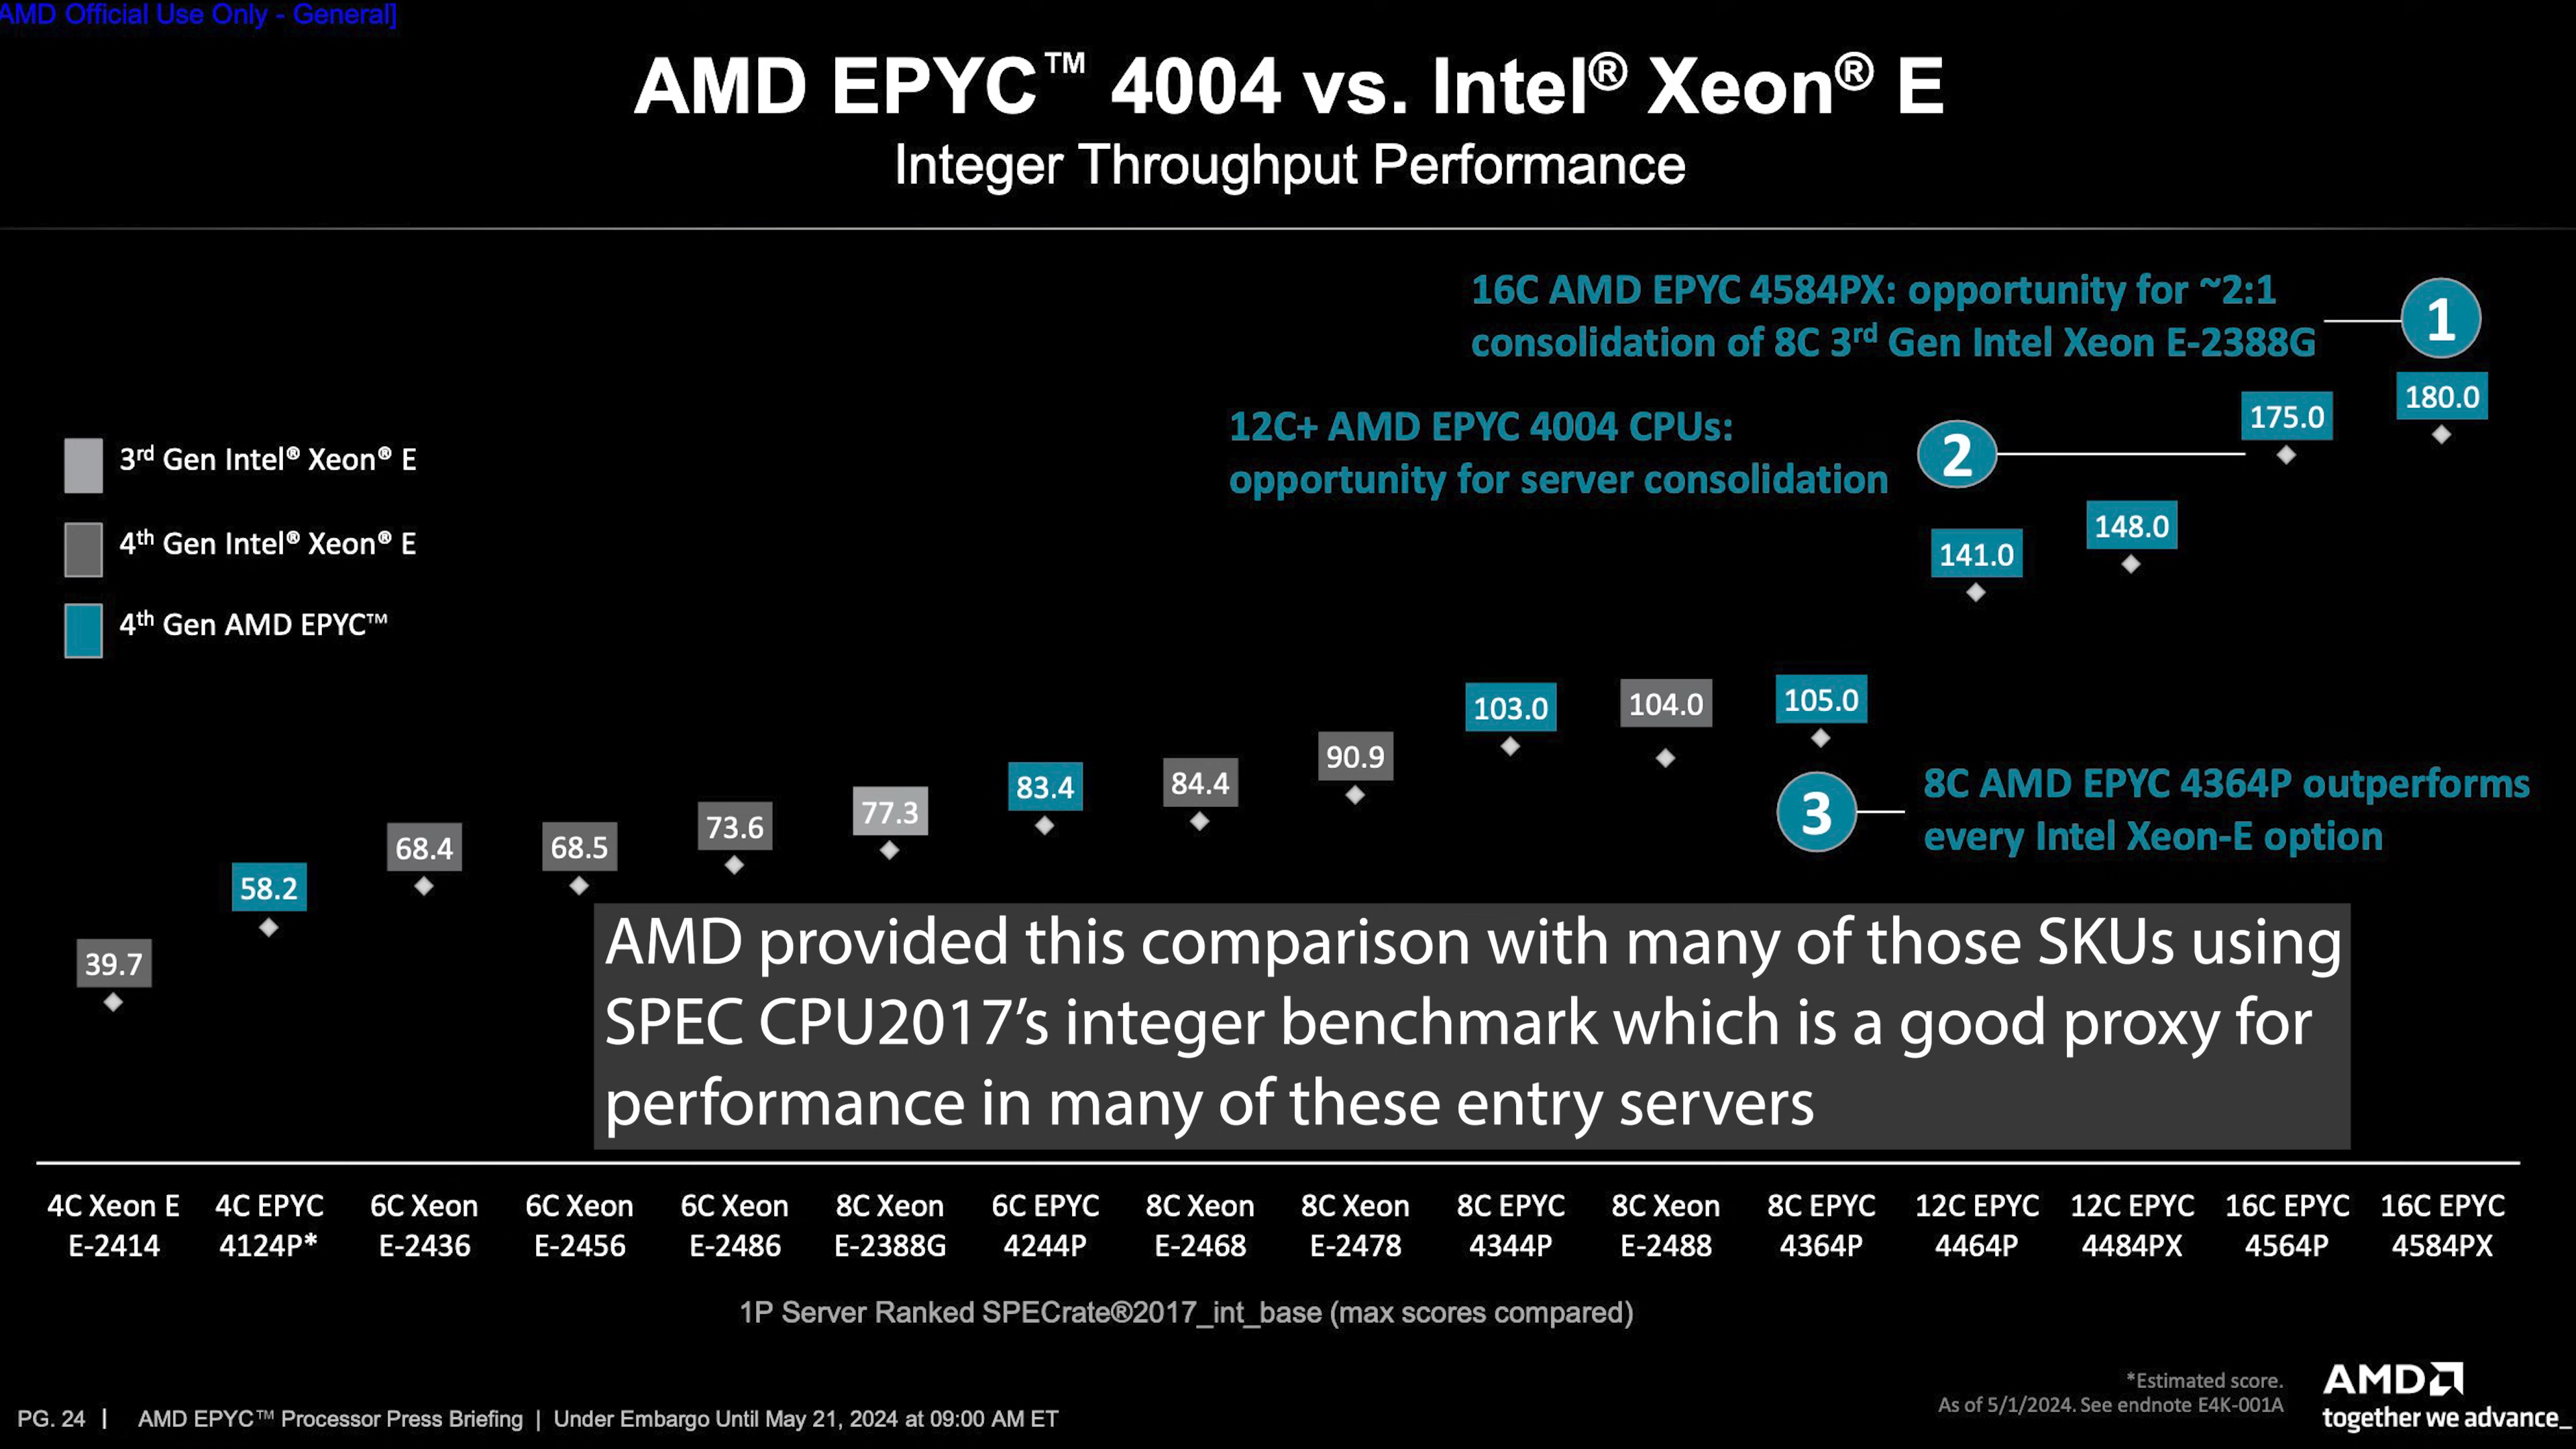 AMD Official Use Only - General]
AMD EPYC™ 4004 vs. Intel® Xeon® E
Integer Throughput Performance
16C AMD EPYC 4584PX: opportunity for ~2:1
consolidation of 8C 3rd Gen Intel Xeon E-2388G
1
180.0
175.0
12C+ AMD EPYC 4004 CPUs:
opportunity for server consolidation
2
3rd Gen Intel® Xeon® E
4th Gen Intel® Xeon® E
4th Gen AMD EPYC™
148.0
141.0
105.0
104.0
103.0
90.9
84.4
83.4
77.3
73.6
68.5
68.4
58.2
39.7
3
8C AMD EPYC 4364P outperforms
every Intel Xeon-E option
AMD provided this comparison with many of those SKUs using
SPEC CPU2017’s integer benchmark which is a good proxy for
performance in many of these entry servers
4C Xeon E
E-2414
4C EPYC
4124P*
6C Xeon
E-2436
6C Xeon
E-2456
6C Xeon
E-2486
8C Xeon
E-2388G
6C EPYC
4244P
8C Xeon
E-2468
8C Xeon
E-2478
8C EPYC
4344P
8C Xeon
E-2488
8C EPYC
4364P
12C EPYC
4464P
12C EPYC
4484PX
16C EPYC
4564P
16C EPYC
4584PX
1P Server Ranked SPECrate®2017_int_base (max scores compared)
*Estimated score.
As of 5/1/2024. See endnote E4K-001A
AMD
together we advance_
PG. 24 | AMD EPYC™ Processor Press Briefing | Under Embargo Until May 21, 2024 at 09:00 AM ET